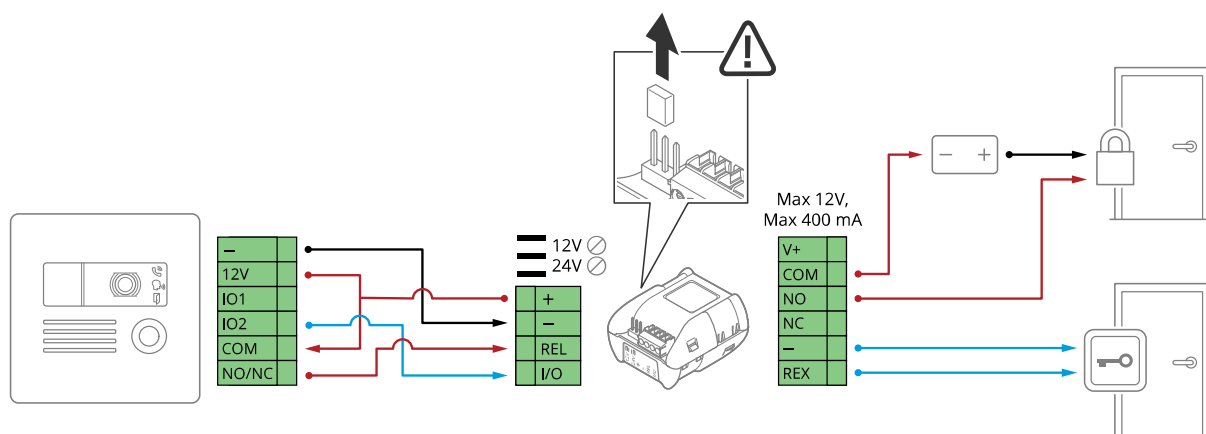 –
12V
IO1
IO2
COM
NO/NC
12V
24V
+
–
REL
I/O
Max 12V,
Max 400 mA
V+
COM
NO
NC
–
REX
– +